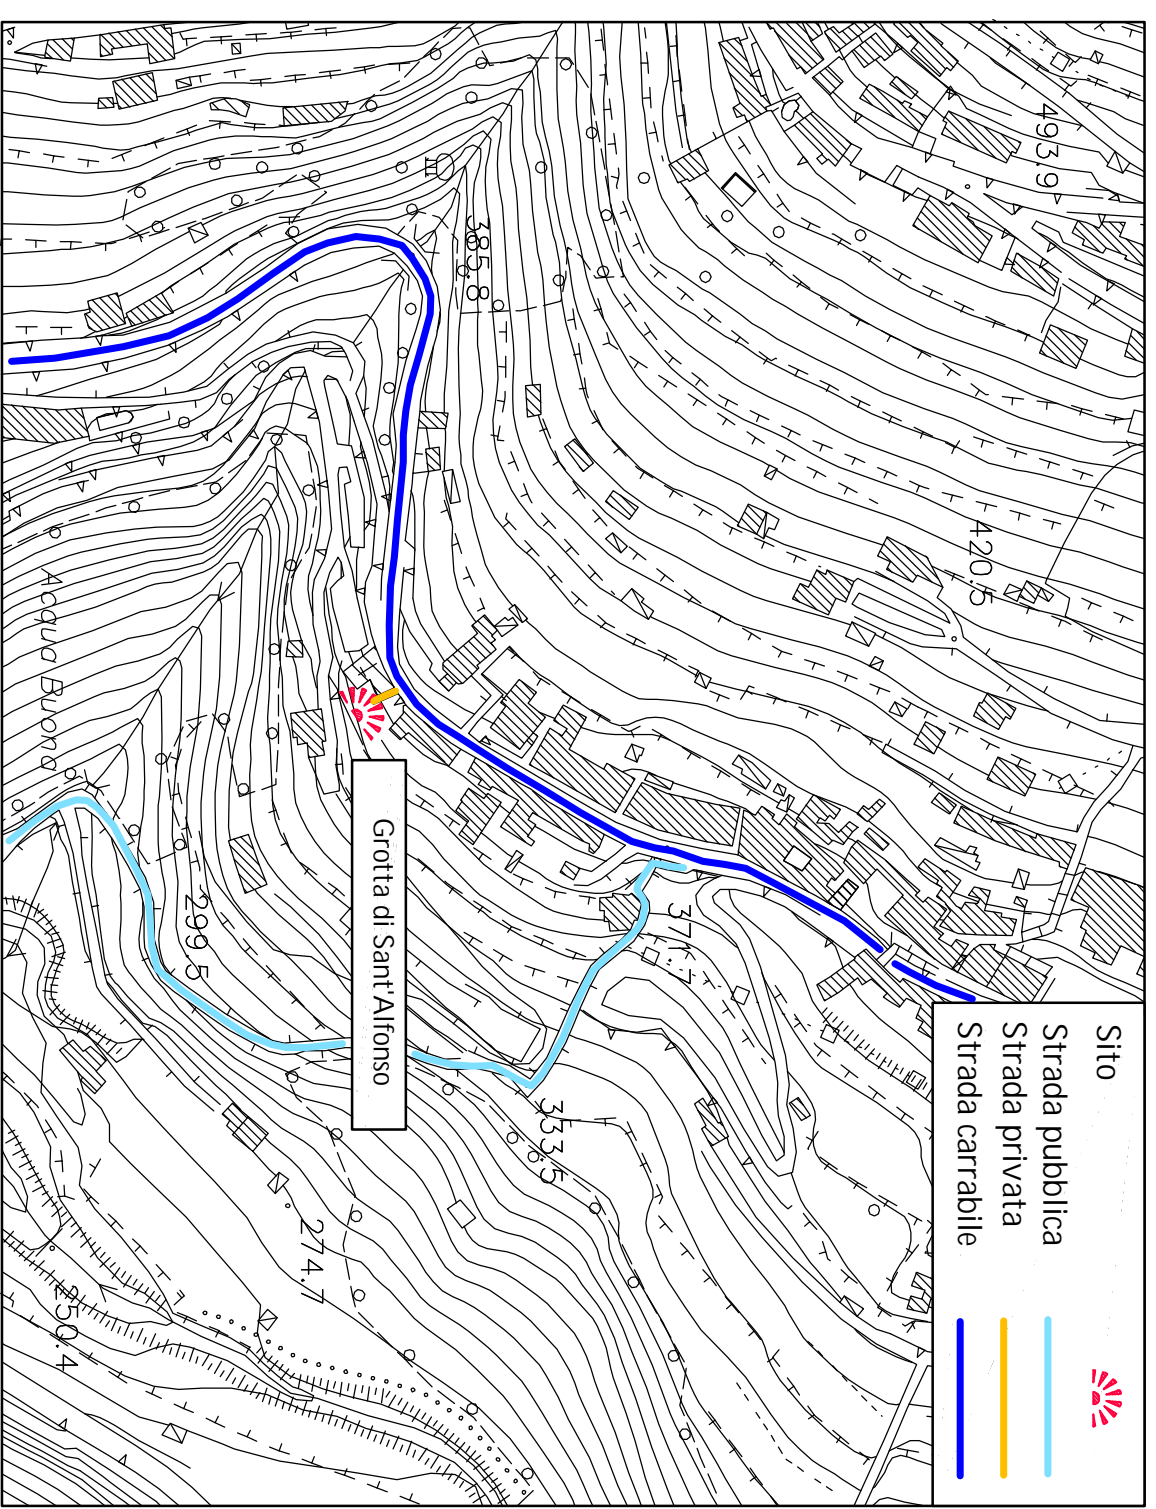 Sito
Strada pubblica
Strada privata
Strada carrabile
Grotta di Sant'Alfonso
493.9
385.8
420.5
Acqua Buona
371.7
299.5
333.5
274.7
250.4